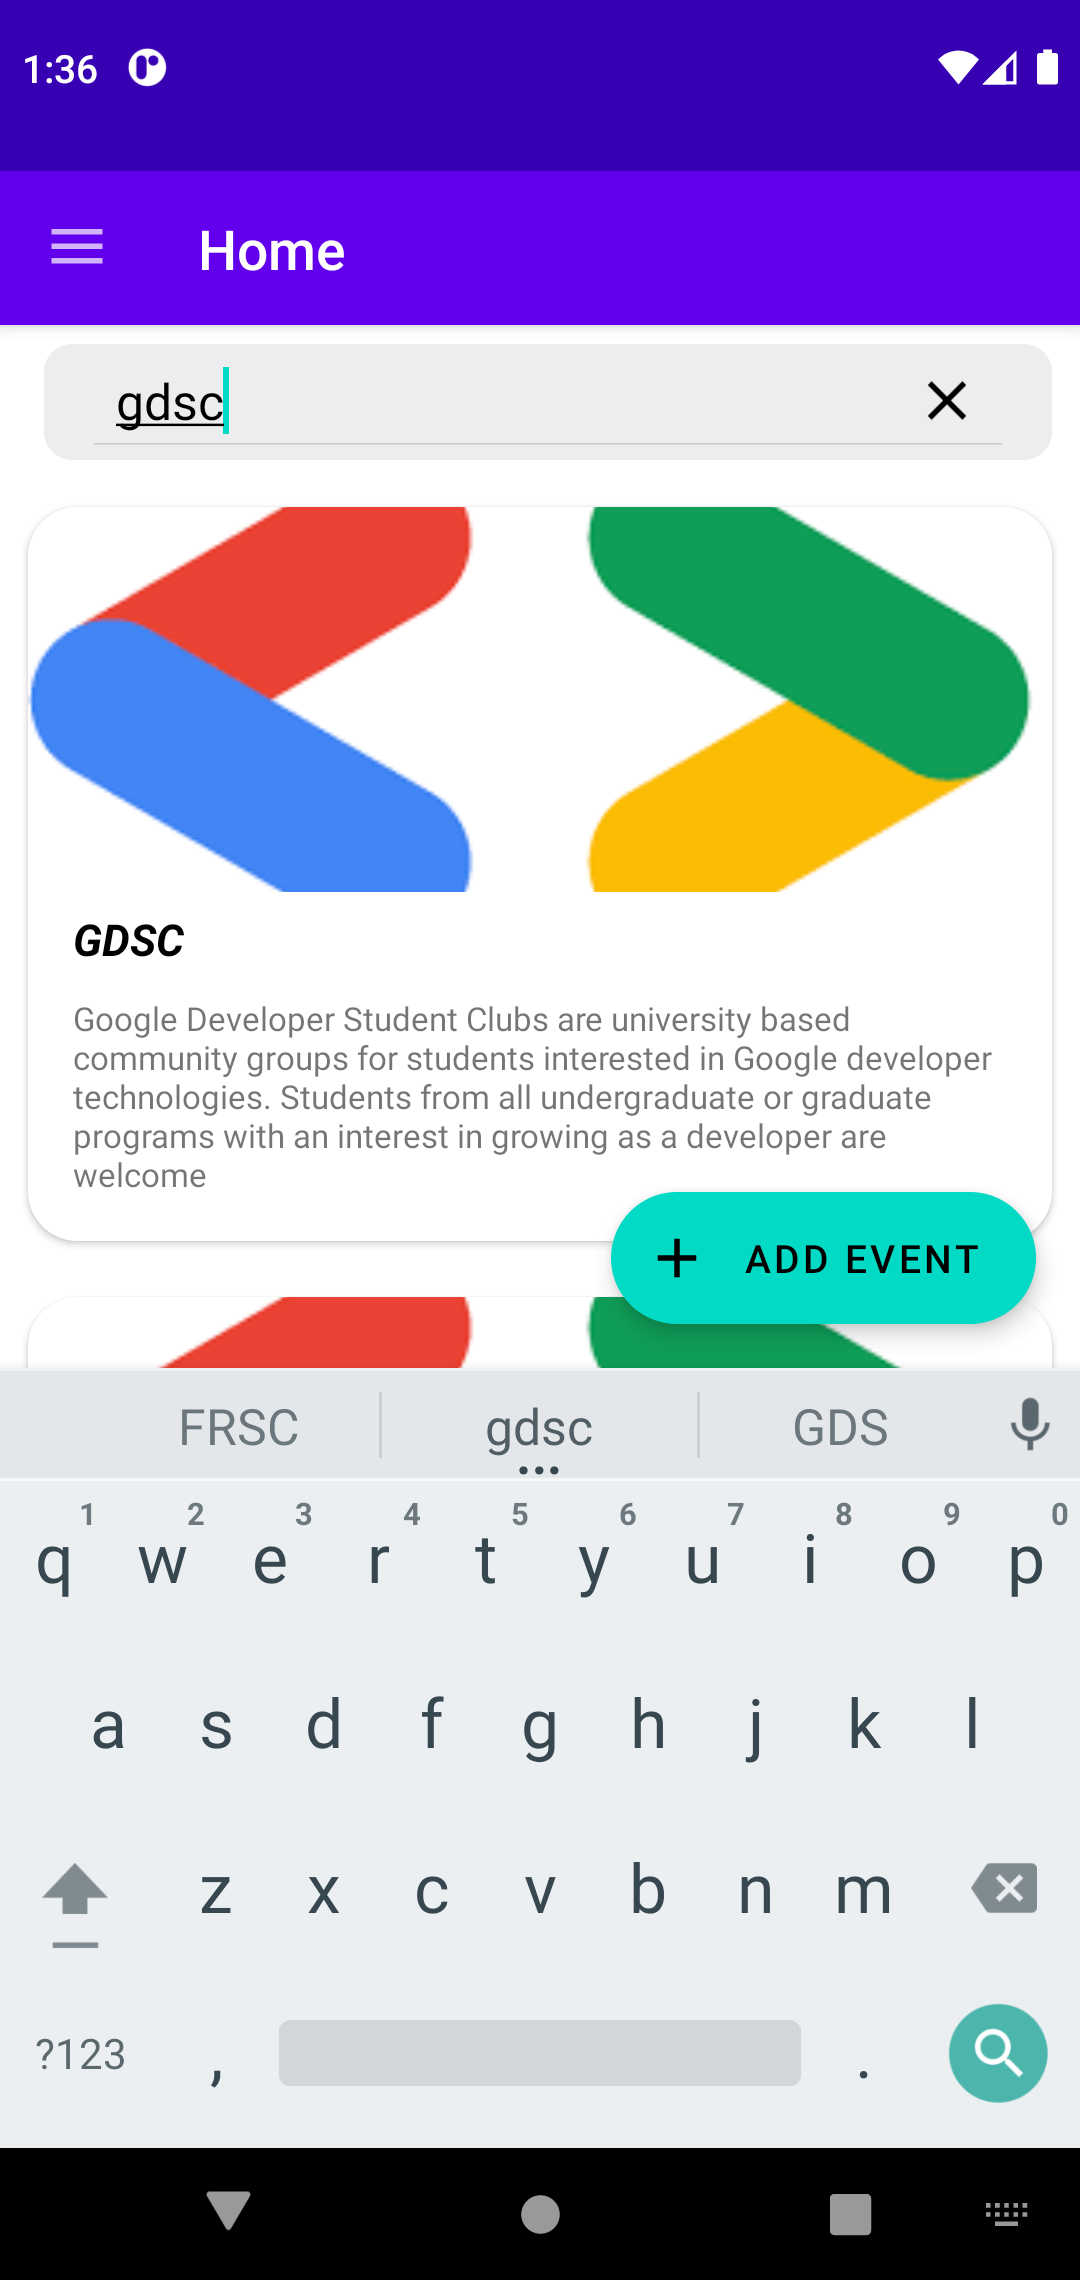 1:36
Home
gdsc
GDSC
Google Developer Student Clubs are university based
community groups for students interested in Google developer
technologies. Students from all undergraduate or graduate
programs with an interest in growing as a developer are
welcome
ADD EVENT
FRSC gdsc GDS
1 2 3 4 5 6 7 8 9 0
q w e r t y u i o p
a s d f g h j k l
z x c v b n m
?123 , .